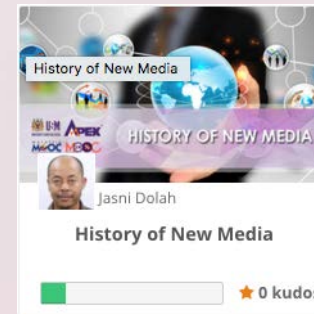 History of New Media
USM APEX
HISTORY OF NEW MEDIA
MOOC MOOC
Jasni Dolah
History of New Media
0 kudos